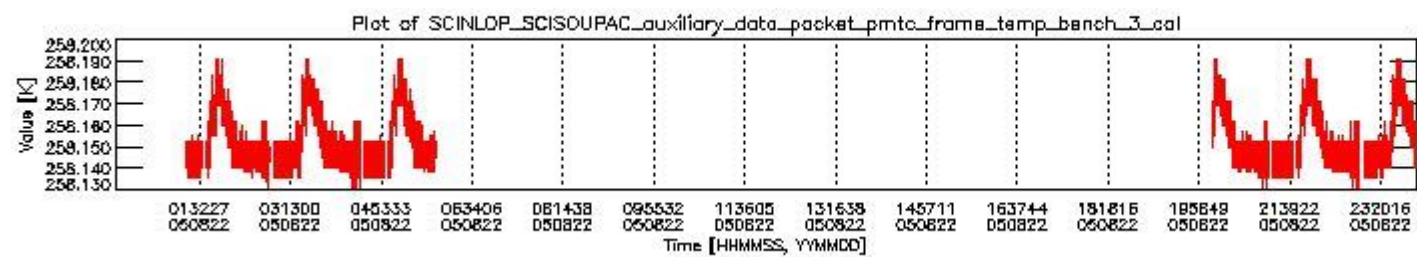 Plot of SCINLOP_SCISOUPAC_auxiliary_data_packet_pmtc_frame_temp_bench_3_cal
Value [K]
258.200
258.190
258.180
258.170
258.160
258.150
258.140
258.130
013227 031300 045333 063406 081438 095532 113605 131638 145711 163744 181816 195849 213922 232016
050822 050822 050822 050822 050822 050822 050822 050822 050822 050822 050822 050822 050822 050822
Time [HHMMSS, YYMMDD]